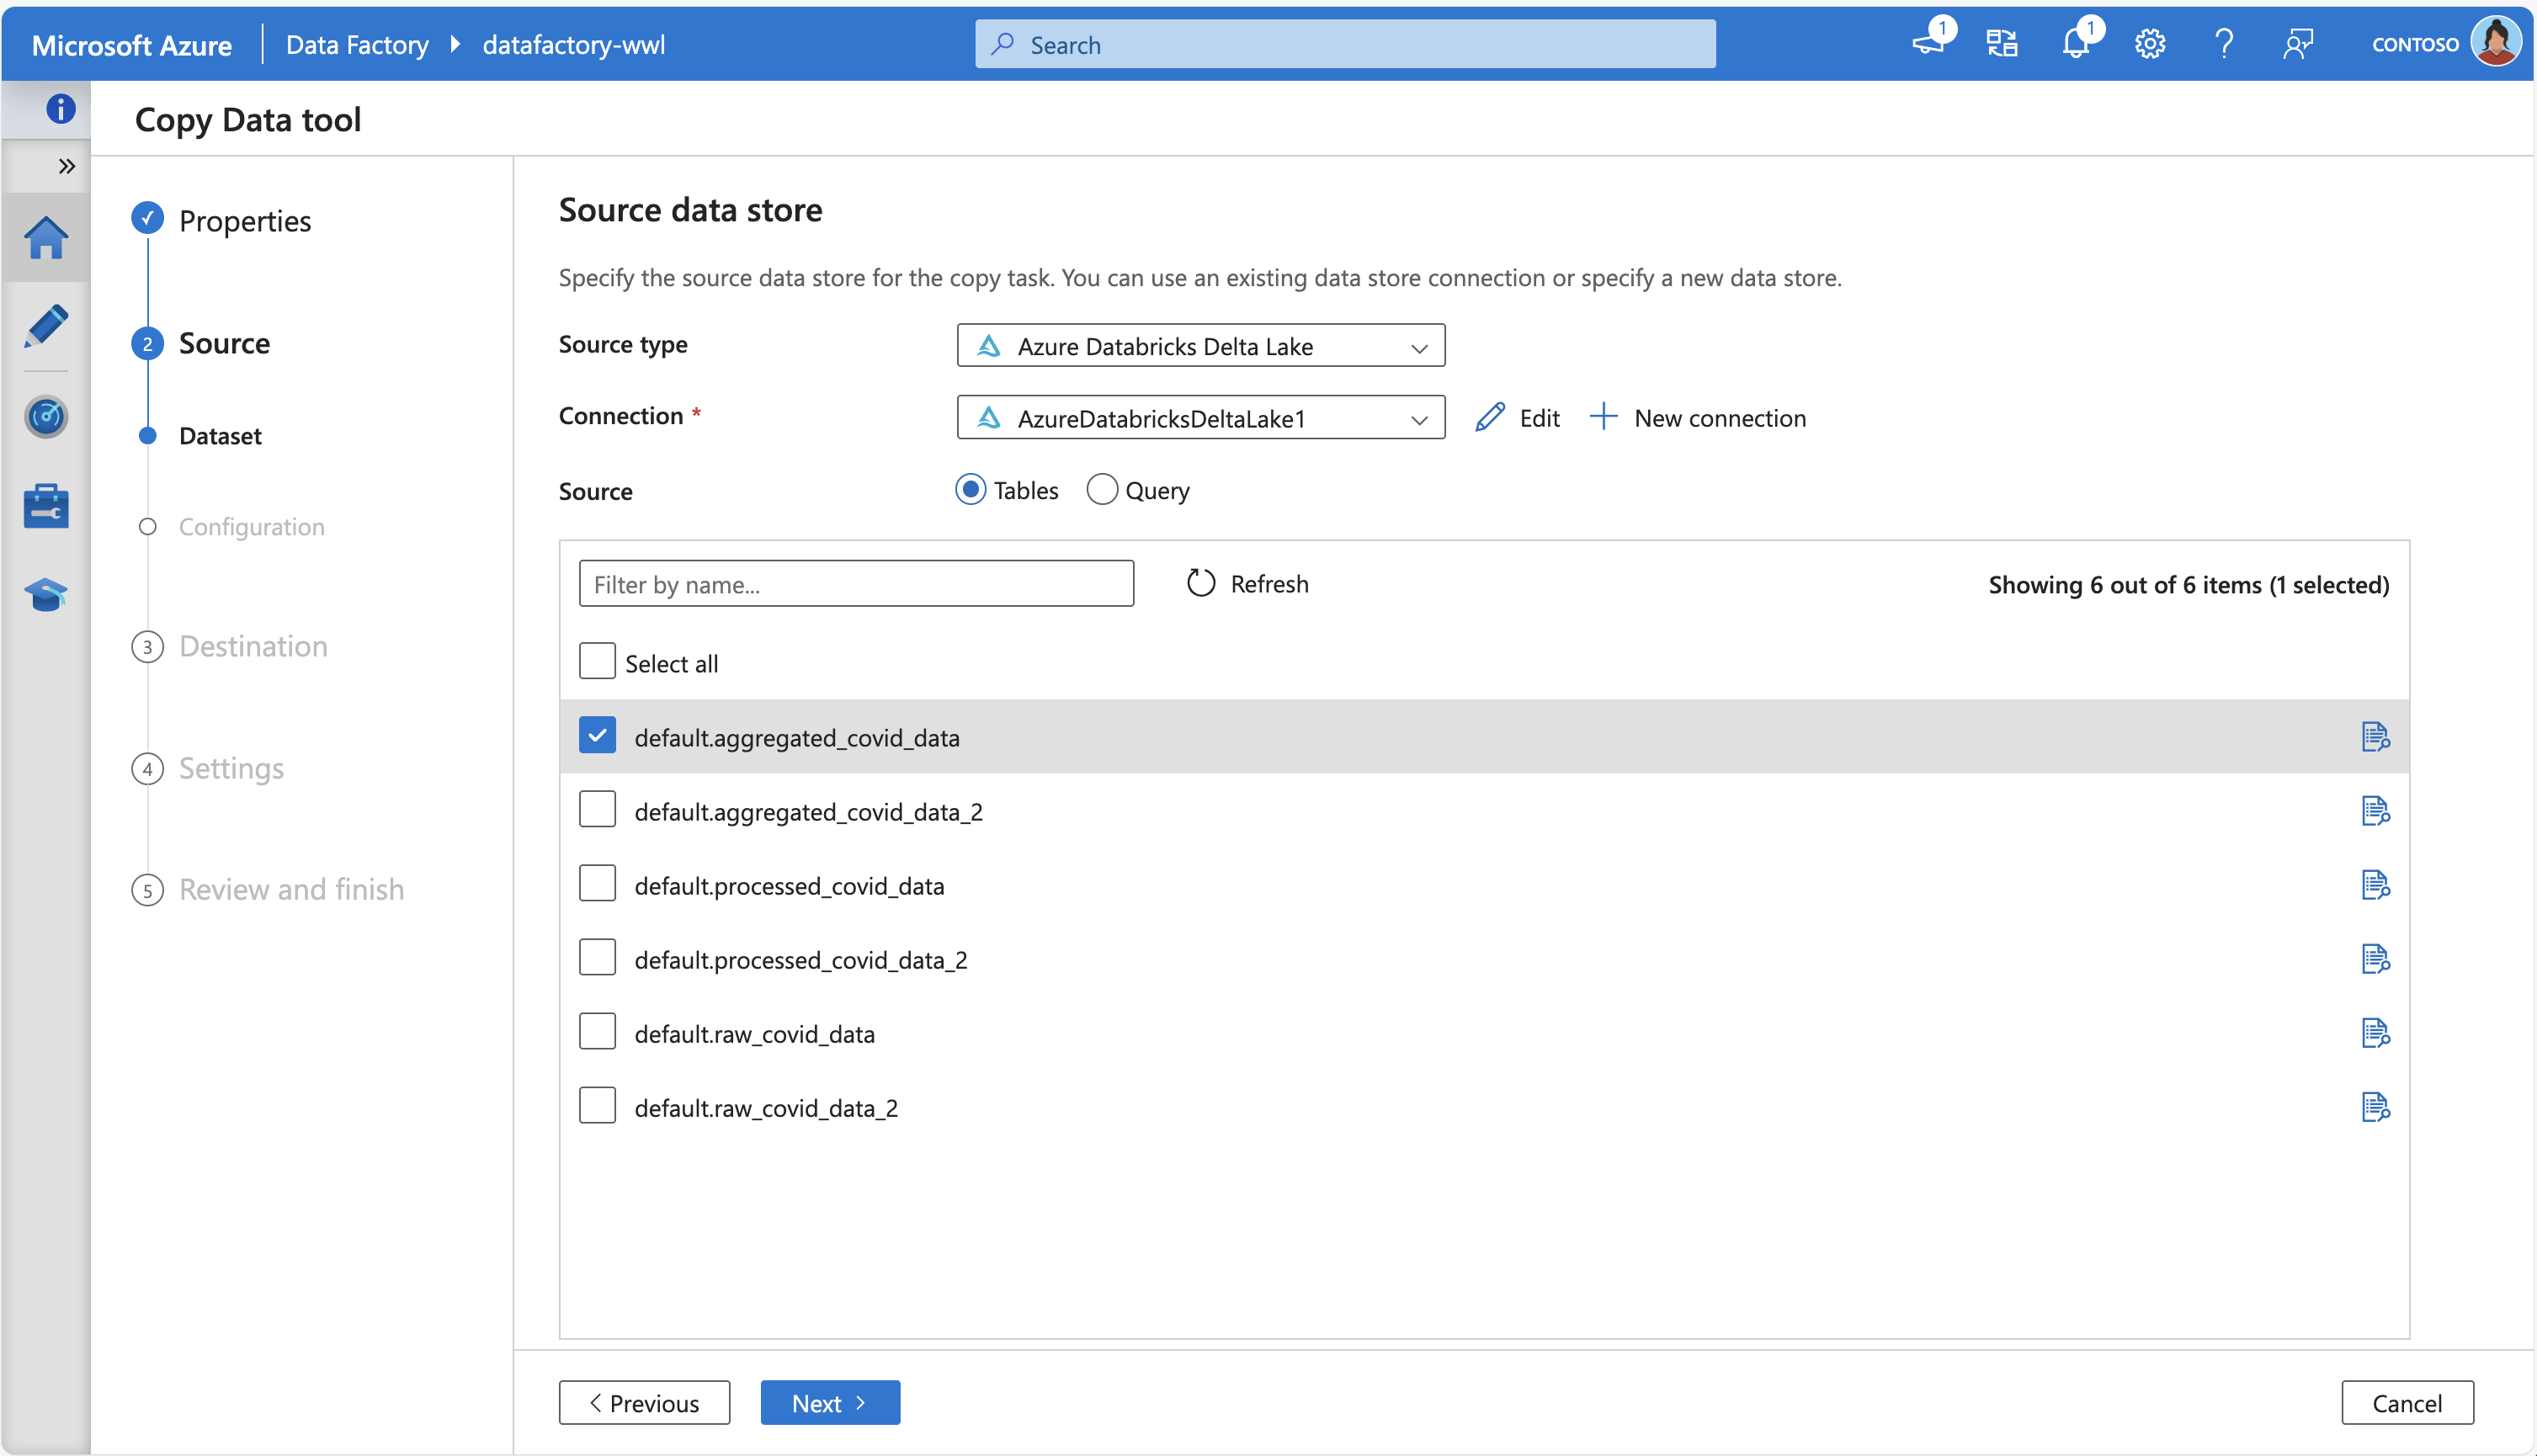 Microsoft Azure Data Factory datafactory-wwl Search 1 1 CONTOSO
Copy Data tool
Properties
2 Source
Dataset
Configuration
3 Destination
4 Settings
5 Review and finish
Source data store
Specify the source data store for the copy task. You can use an existing data store connection or specify a new data store.
Source type Azure Databricks Delta Lake
Connection * AzureDatabricksDeltaLake1 Edit New connection
Source Tables Query
Filter by name... Refresh Showing 6 out of 6 items (1 selected)
Select all
default.aggregated_covid_data
default.aggregated_covid_data_2
default.processed_covid_data
default.processed_covid_data_2
default.raw_covid_data
default.raw_covid_data_2
Previous Next Cancel